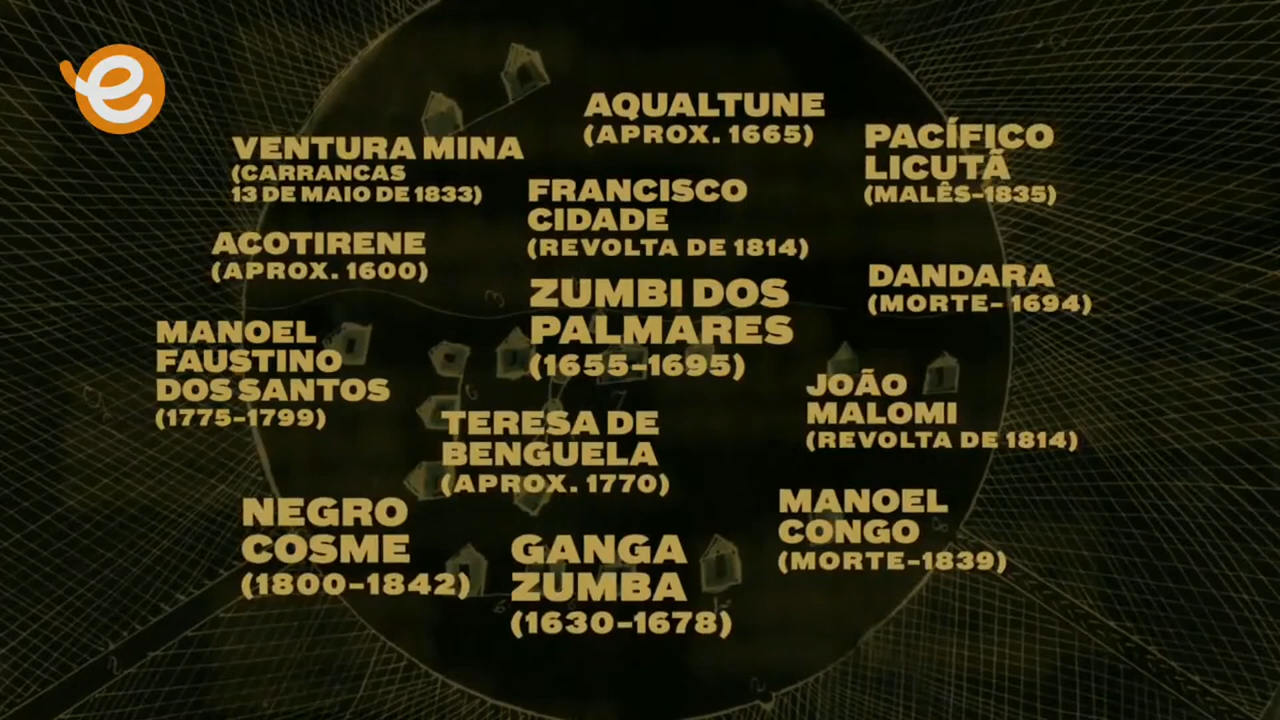 e
AQUALTUNE
(APROX. 1665)
PACÍFICO
LICUTÃ
(MALÊS-1835)
VENTURA MINA
(CARRANCAS
13 DE MAIO DE 1833)
FRANCISCO
CIDADE
(REVOLTA DE 1814)
ACOTIRENE
(APROX. 1600)
DANDARA
(MORTE- 1694)
ZUMBI DOS
PALMARES
(1655-1695)
MANOEL
FAUSTINO
DOS SANTOS
(1775-1799)
JOÃO
MALOMI
(REVOLTA DE 1814)
TERESA DE
BENGUELA
(APROX. 1770)
NEGRO
COSME
(1800-1842)
GANGA
ZUMBA
(1630-1678)
MANOEL
CONGO
(MORTE-1839)